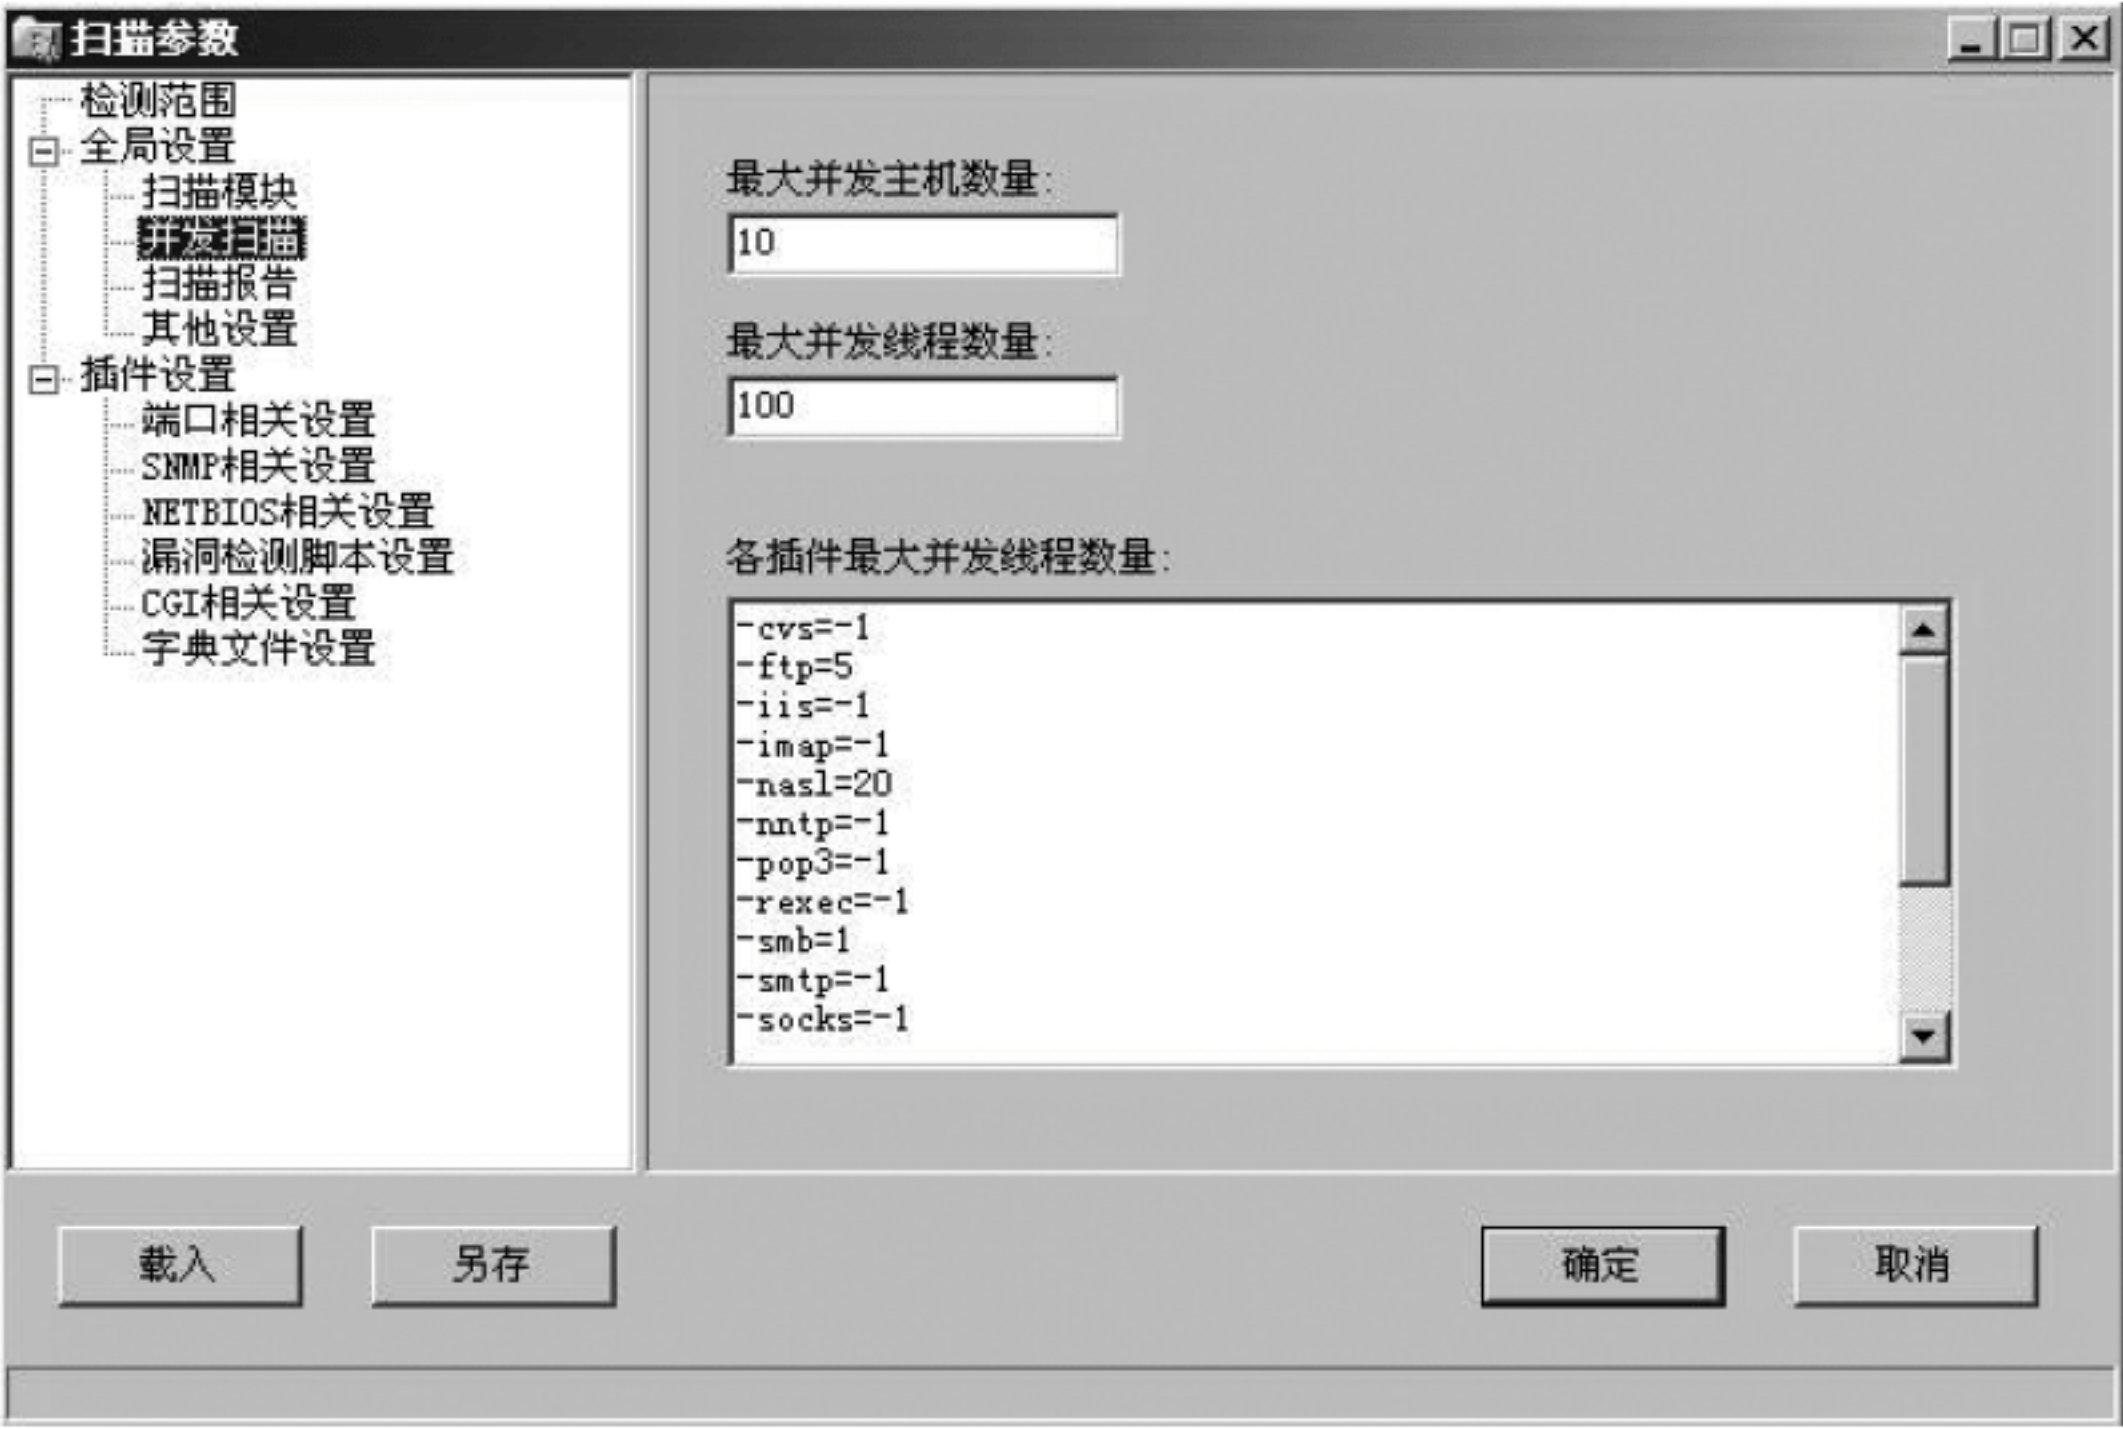 扫描参数
检测范围
全局设置
扫描模块
并发扫描
扫描报告
其他设置
插件设置
端口相关设置
SNMP相关设置
NETBIOS相关设置
漏洞检测脚本设置
CGI相关设置
字典文件设置
最大并发主机数量:
10
最大并发线程数量:
100
各插件最大并发线程数量:
-cvs=-1
-ftp=5
-iis=-1
-imap=-1
-nasl=20
-nntp=-1
-pop3=-1
-rexec=-1
-smb=1
-smtp=-1
-socks=-1
载入
另存
确定
取消